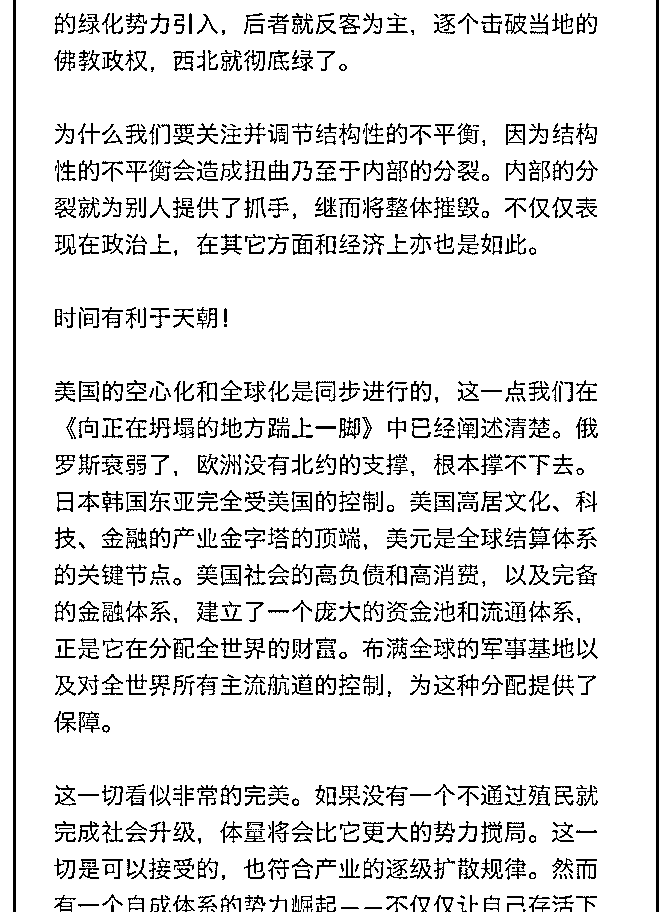 的绿化势力引入，后者就反客为主，逐个击破当地的
佛教政权，西北就彻底绿了。
为什么我们要关注并调节结构性的不平衡，因为结构
性的不平衡会造成扭曲乃至于内部的分裂。内部的分
裂就为别人提供了抓手，继而将整体摧毁。不仅仅表
现在政治上，在其它方面和经济上亦也是如此。
时间有利于天朝！
美国的空心化和全球化是同步进行的，这一点我们在
《向正在坍塌的地方踹上一脚》中已经阐述清楚。俄
罗斯衰弱了，欧洲没有北约的支撑，根本撑不下去。
日本韩国东亚完全受美国的控制。美国高居文化、科
技、金融的产业金字塔的顶端，美元是全球结算体系
的关键节点。美国社会的高负债和高消费，以及完备
的金融体系，建立了一个庞大的资金池和流通体系，
正是它在分配全世界的财富。布满全球的军事基地以
及对全世界所有主流航道的控制，为这种分配提供了
保障。
这一切看似非常的完美。如果没有一个不通过殖民就
完成社会升级，体量将会比它更大的势力搅局。这一
切是可以接受的，也符合产业的逐级扩散规律。然而
有一个自成体系的势力崛起——不仅仅让自己存活下